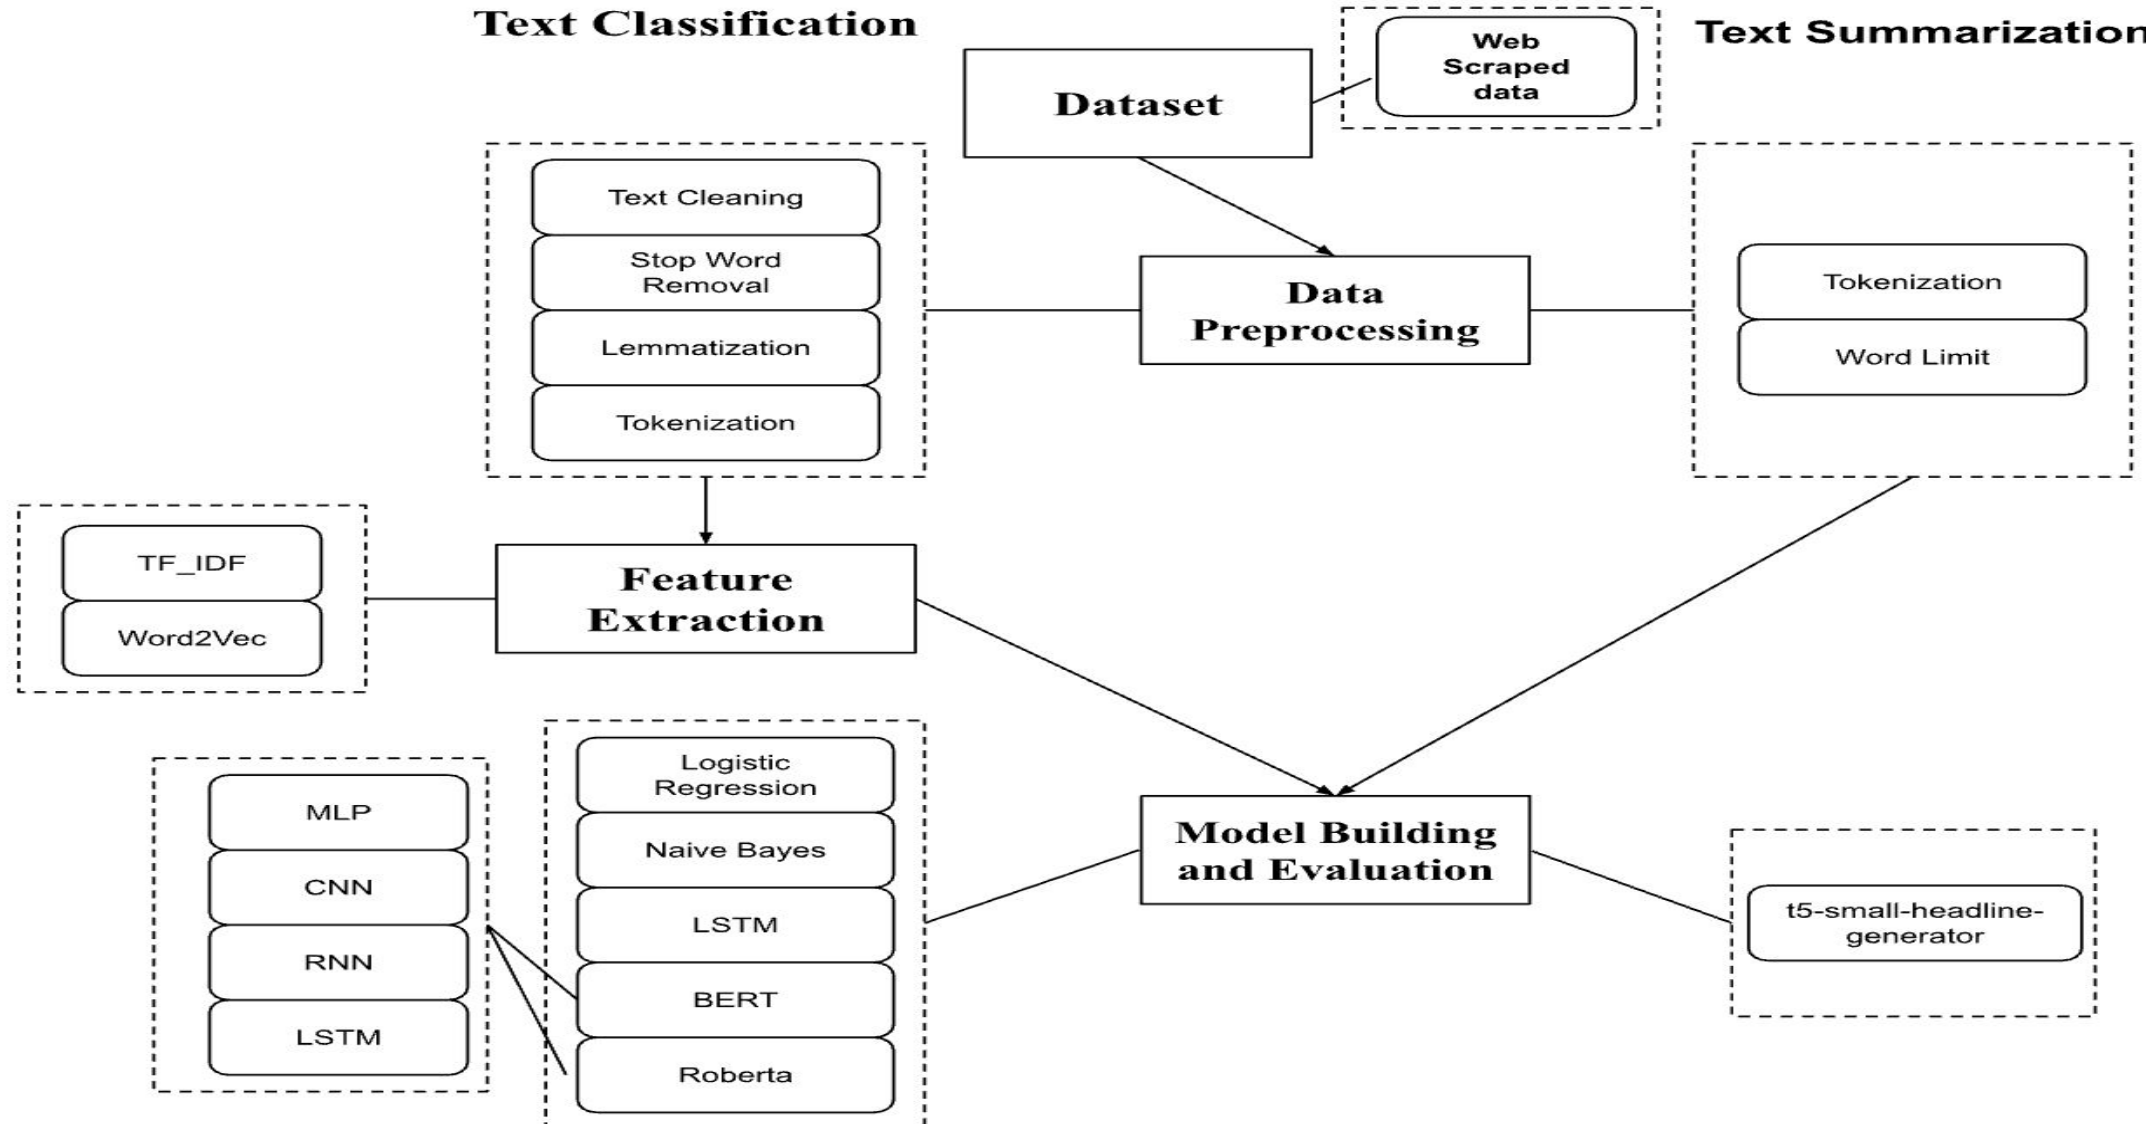 Text Classification
Text Summarization
Web
Scraped
data
Dataset
Text Cleaning
Stop Word
Removal
Lemmatization
Tokenization
Data
Preprocessing
Tokenization
Word Limit
TF_IDF
Word2Vec
Feature
Extraction
MLP
CNN
RNN
LSTM
Logistic
Regression
Naive Bayes
LSTM
BERT
Roberta
Model Building
and Evaluation
t5-small-headline-
generator